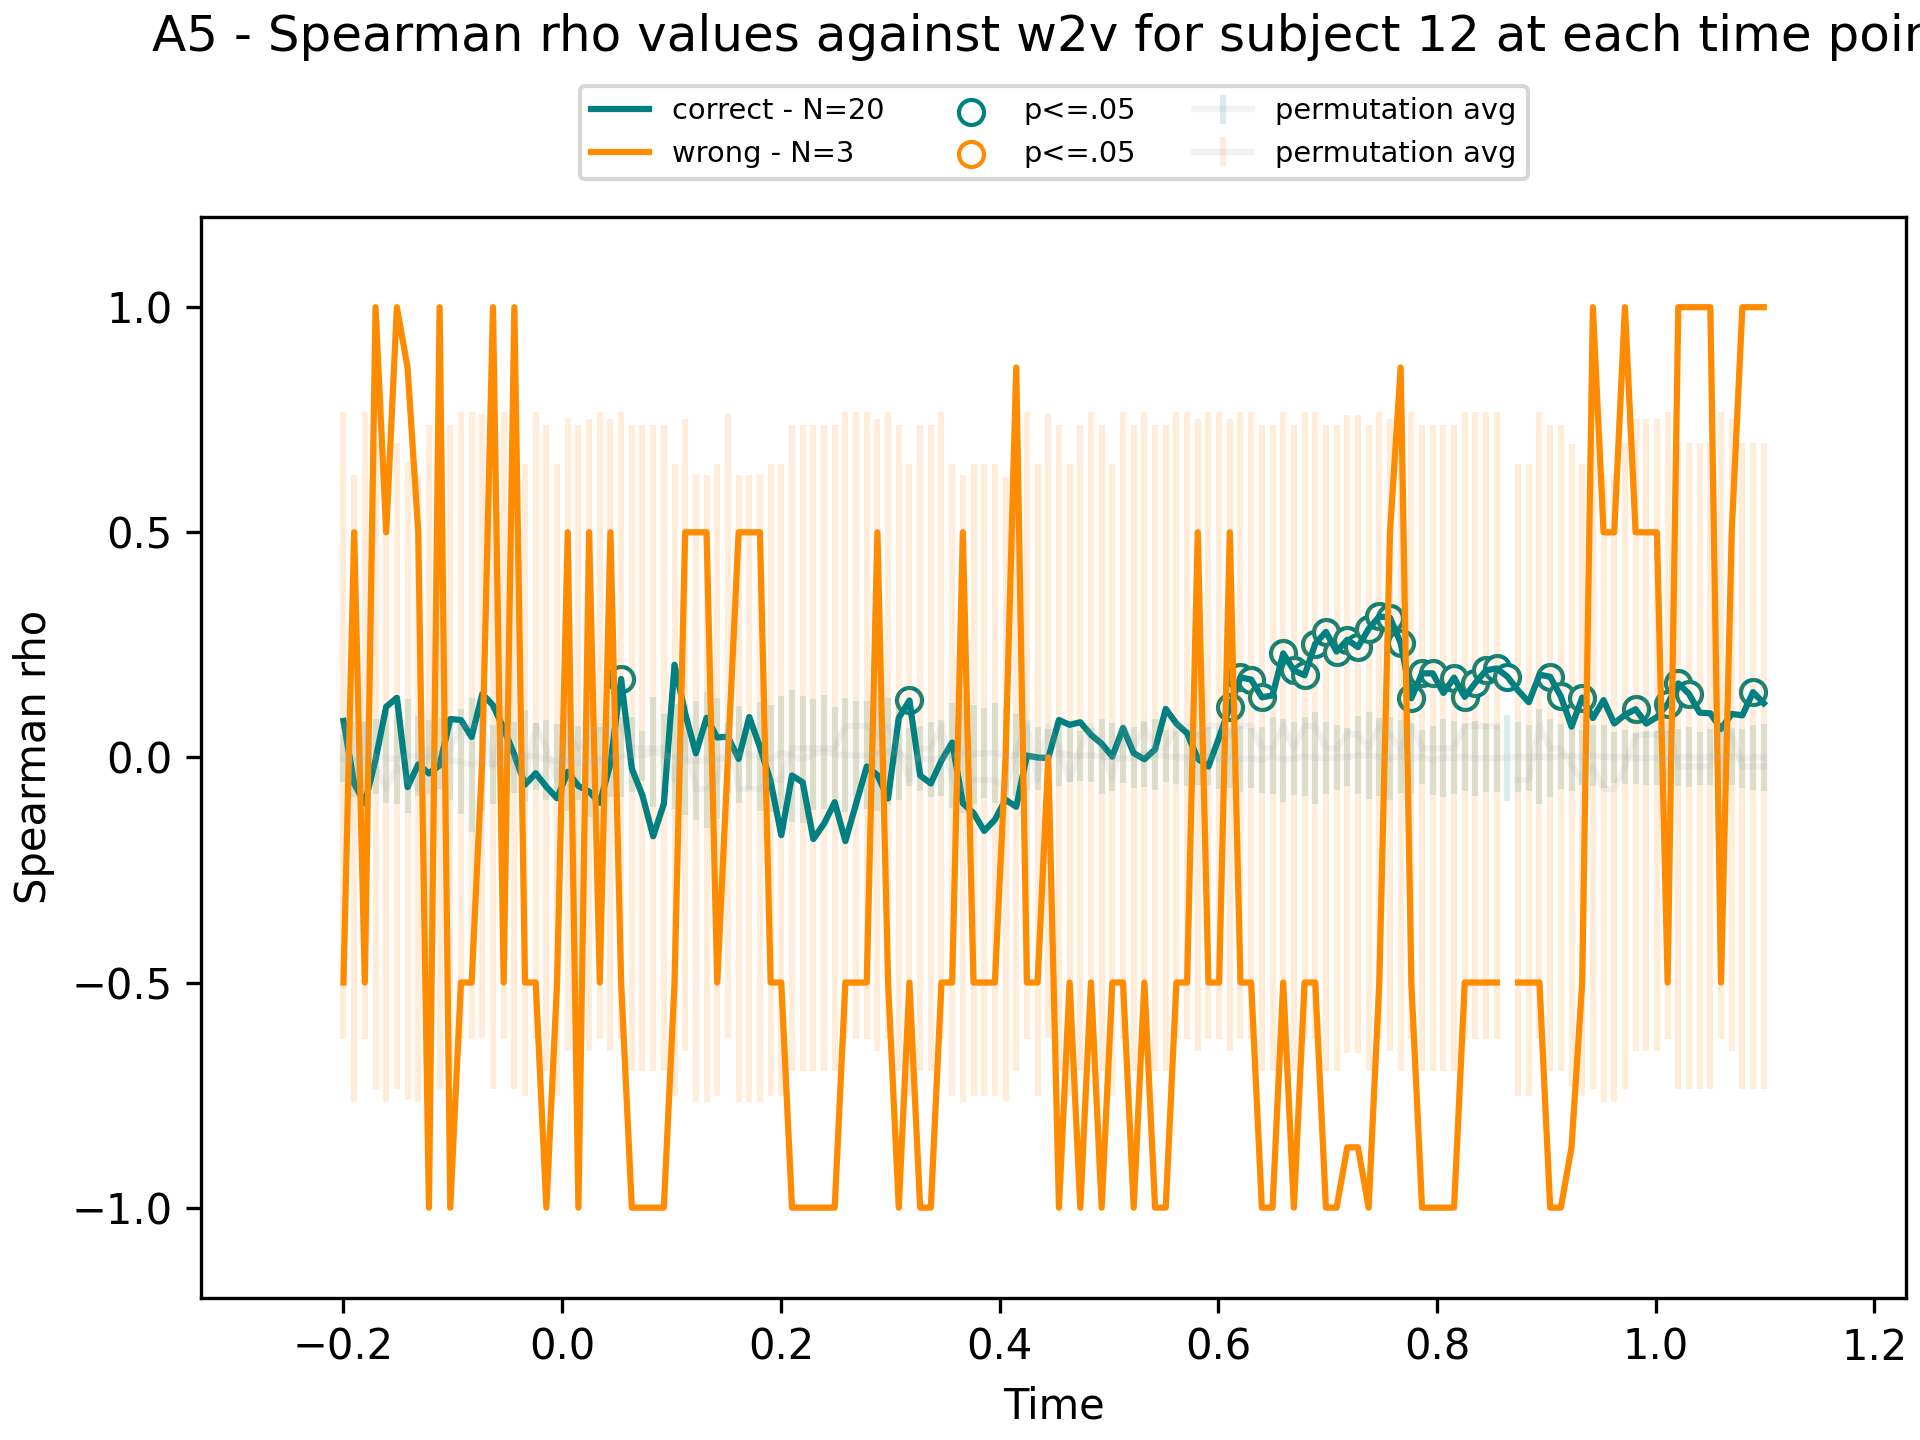 A5 - Spearman rho values against w2v for subject 12 at each time poin
correct - N=20
wrong - N=3
p<=.05
p<=.05
permutation avg
permutation avg
Spearman rho
1.0
0.5
0.0
−0.5
−1.0
−0.2 0.0 0.2 0.4 0.6 0.8 1.0 1.2
Time